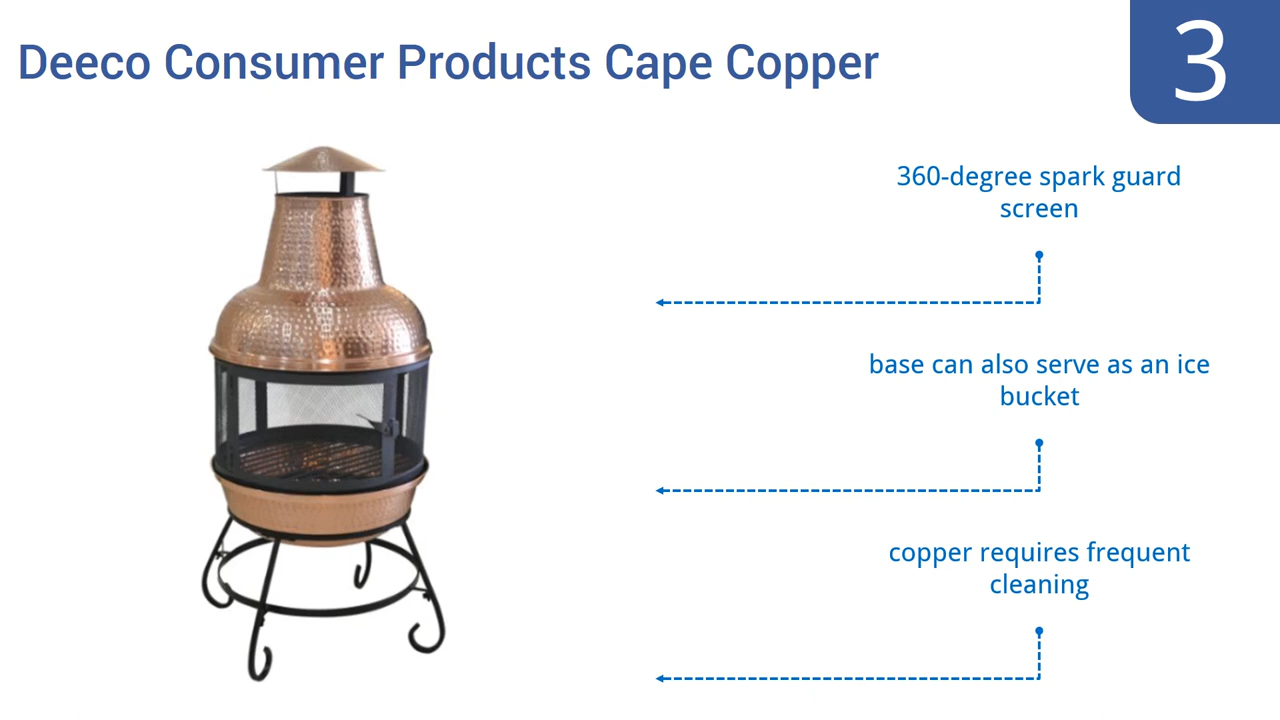 Deeco Consumer Products Cape Copper
3
360-degree spark guard
screen
base can also serve as an ice
bucket
copper requires frequent
cleaning